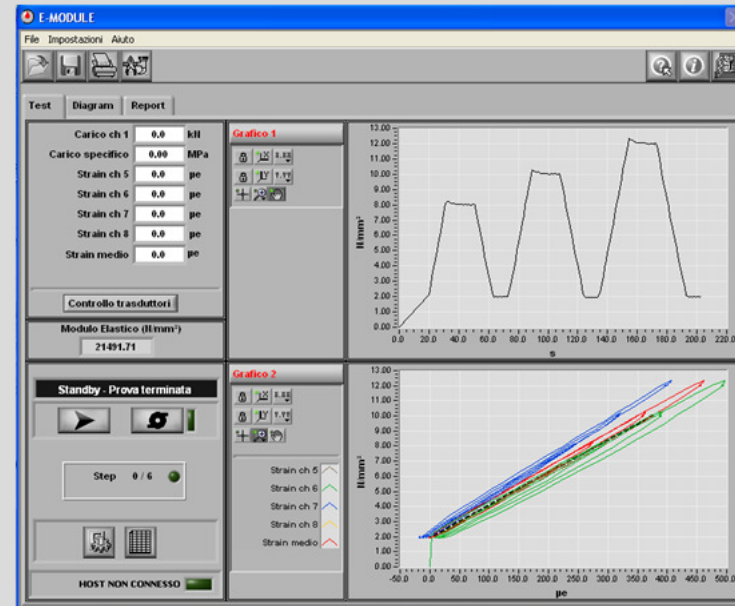 E-MODULE
File Impostazioni Aiuto
Test Diagram Report
Carico ch 1 0.0 kN
Carico specifico 0.00 MPa
Strain ch 5 0.0 µe
Strain ch 6 0.0 µe
Strain ch 7 0.0 µe
Strain ch 8 0.0 µe
Strain medio 0.0 µe
Controllo trasduttori
Modulo Elastico (N/mm²)
21491.71
Grafico 1
X
Y
13.00
12.00
11.00
10.00
9.00
8.00
7.00
6.00
5.00
4.00
3.00
2.00
1.00
0.00
N/mm²
0.0 20.0 40.0 60.0 80.0 100.0 120.0 140.0 160.0 180.0 200.0 220.0
s
Standby - Prova terminata
Step 0 / 6
HOST NON CONNESSO
Grafico 2
X
Y
Strain ch 5
Strain ch 6
Strain ch 7
Strain ch 8
Strain medio
13.00
12.00
11.00
10.00
9.00
8.00
7.00
6.00
5.00
4.00
3.00
2.00
1.00
0.00
N/mm²
-50.0 0.0 50.0 100.0 150.0 200.0 250.0 300.0 350.0 400.0 450.0 500.0
µe